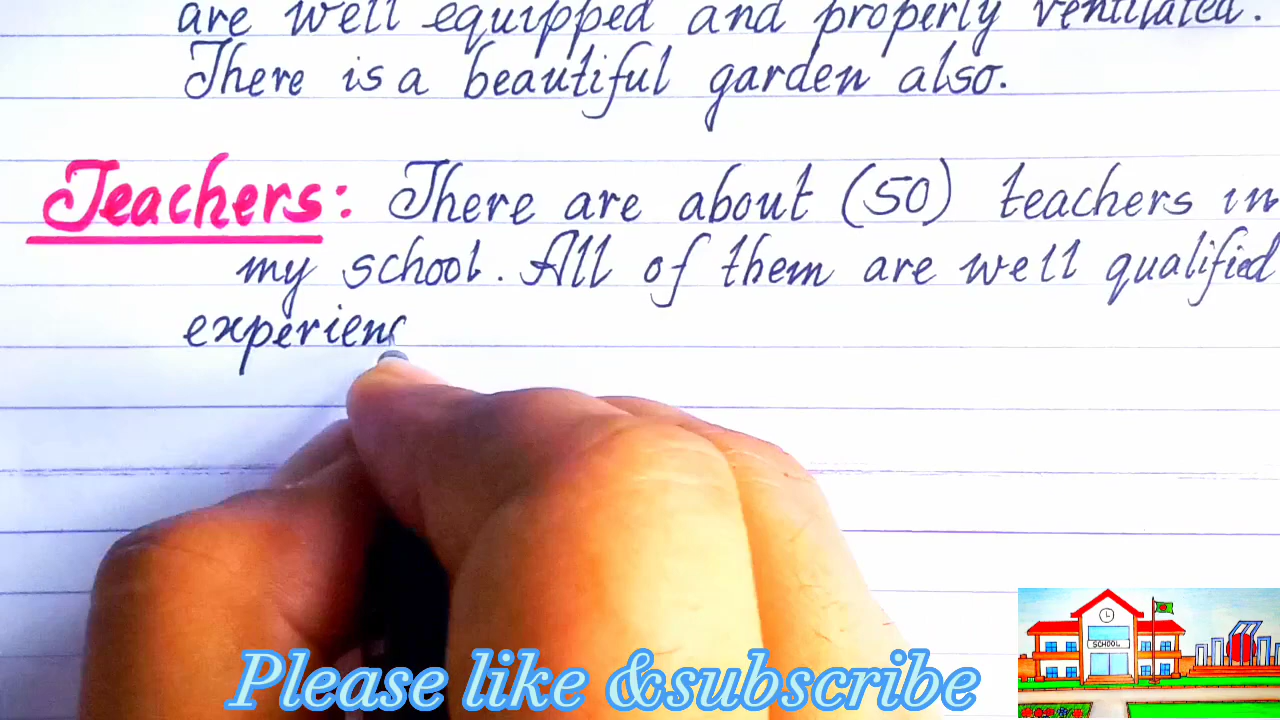 are well equipped and properly ventilated.
There is a beautiful garden also.
Teachers: There are about (50) teachers in
my school. All of them are well qualified
experienc
Please like &subscribe
SCHOOL